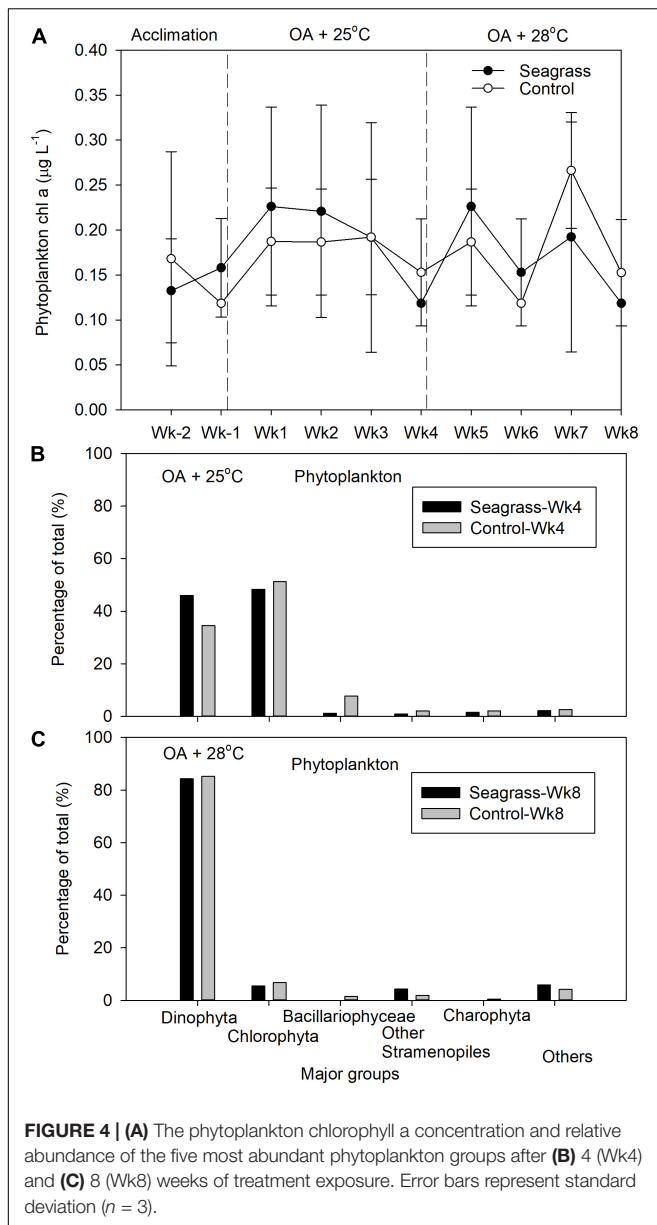 A
Acclimation
OA + 25°C
OA + 28°C
Seagrass
Control
Phytoplankton chl a (µg L⁻¹)
0.40
0.35
0.30
0.25
0.20
0.15
0.10
0.05
0.00
Wk-2 Wk-1 Wk1 Wk2 Wk3 Wk4 Wk5 Wk6 Wk7 Wk8
B
OA + 25°C
Phytoplankton
Seagrass-Wk4
Control-Wk4
Percentage of total (%)
100
80
60
40
20
0
C
OA + 28°C
Phytoplankton
Seagrass-Wk8
Control-Wk8
Percentage of total (%)
100
80
60
40
20
0
Dinophyta
Chlorophyta
Bacillariophyceae
Other
Stramenopiles
Charophyta
Others
Major groups
FIGURE 4 | (A) The phytoplankton chlorophyll a concentration and relative
abundance of the five most abundant phytoplankton groups after (B) 4 (Wk4)
and (C) 8 (Wk8) weeks of treatment exposure. Error bars represent standard
deviation (n = 3).